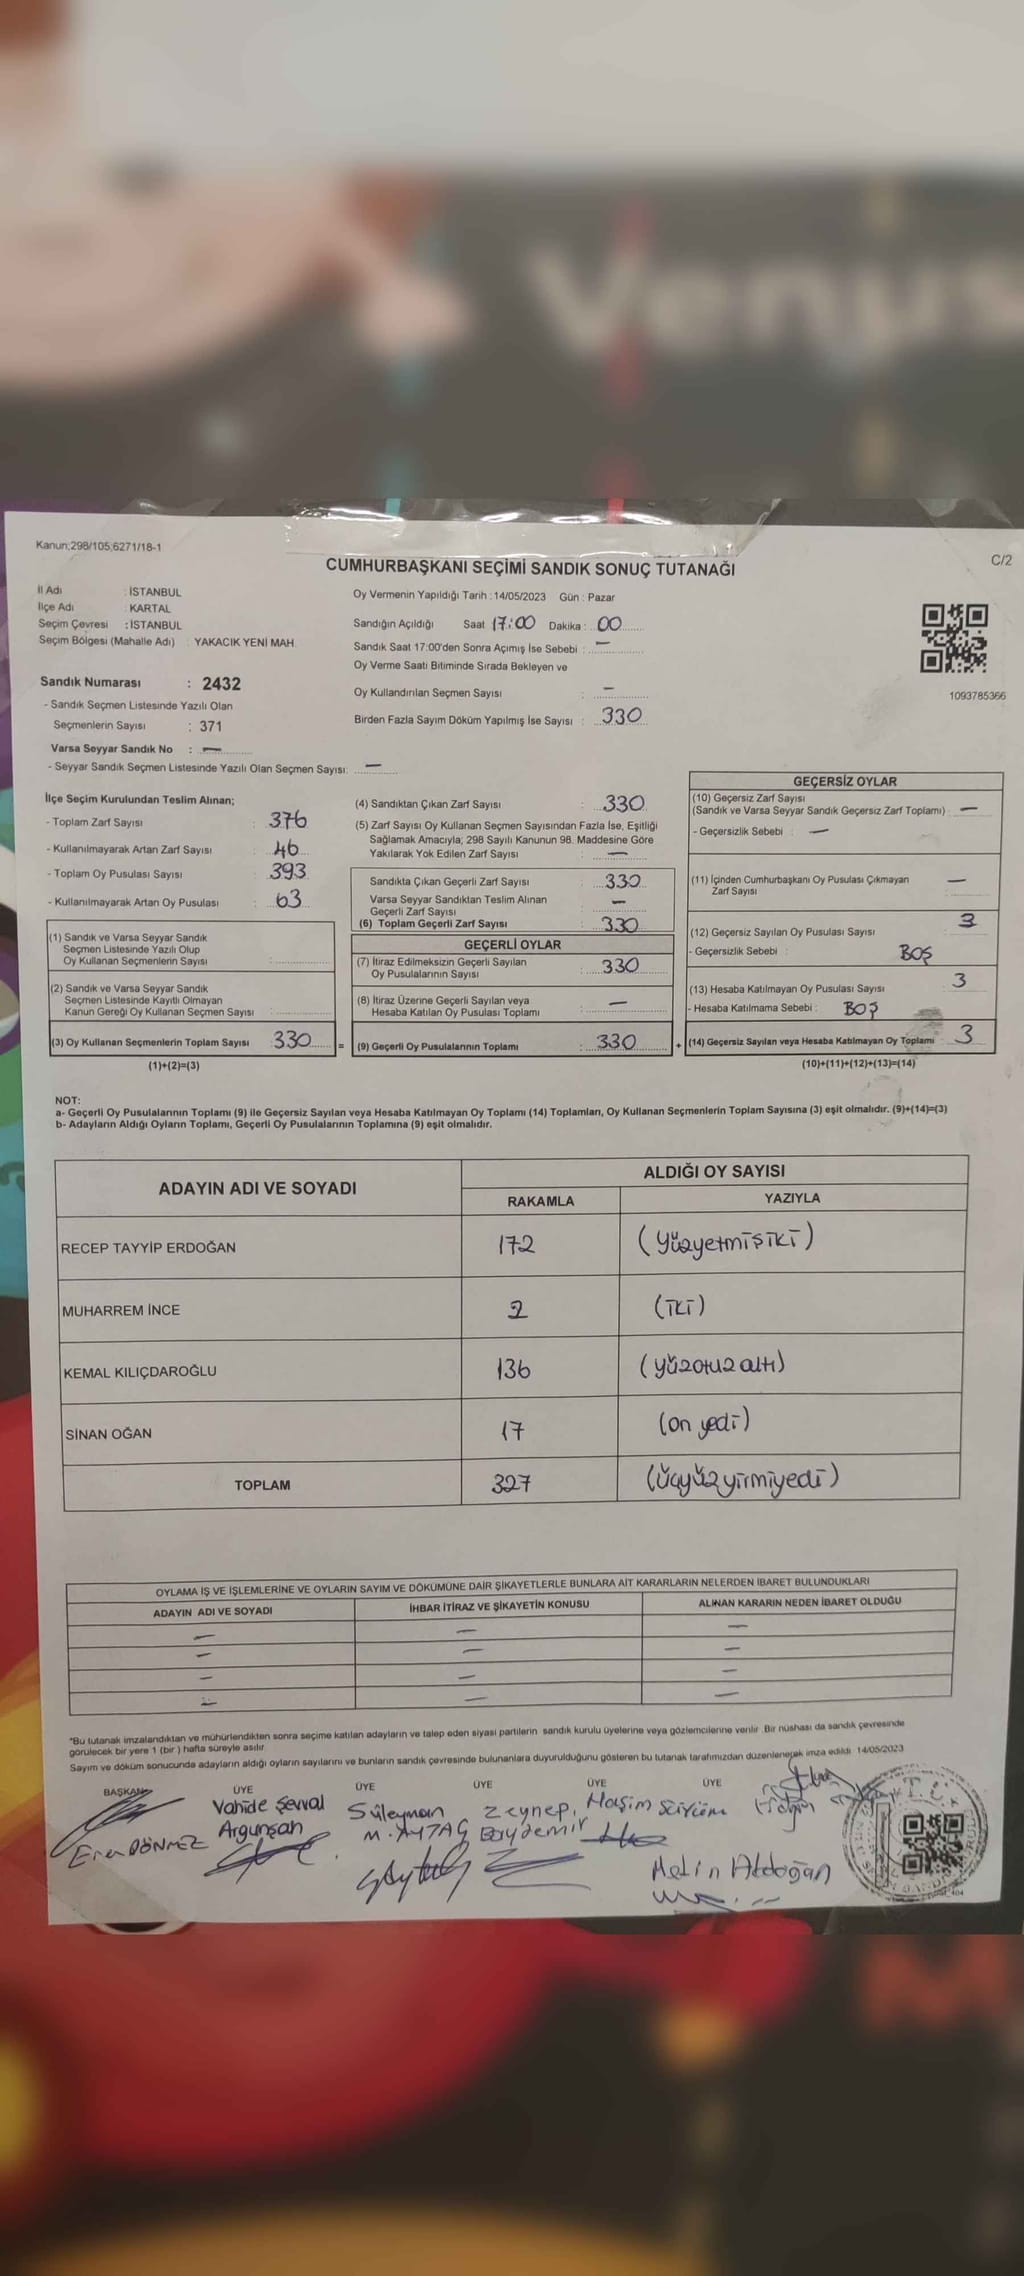 Venus
Kanun;298/105,6271/18-1
C/2
CUMHURBAŞKANI SEÇİMİ SANDIK SONUÇ TUTANAĞI
İl Adı : İSTANBUL
İlçe Adı : KARTAL
Seçim Çevresi : İSTANBUL
Seçim Bölgesi (Mahalle Adı) : YAKACIK YENİ MAH.
Oy Vermenin Yapıldığı Tarih : 14/05/2023 Gün : Pazar
Sandığın Açıldığı Saat 17:00 Dakika : 00
Sandık Saat 17:00'den Sonra Açımış İse Sebebi : —
Oy Verme Saati Bitiminde Sırada Bekleyen ve
Oy Kullandırılan Seçmen Sayısı : —
Birden Fazla Sayım Döküm Yapılmış İse Sayısı : 330
1093785366
Sandık Numarası : 2432
- Sandık Seçmen Listesinde Yazılı Olan
Seçmenlerin Sayısı : 371
Varsa Seyyar Sandık No : —
- Seyyar Sandık Seçmen Listesinde Yazılı Olan Seçmen Sayısı: —
İlçe Seçim Kurulundan Teslim Alınan;
- Toplam Zarf Sayısı : 376
- Kullanılmayarak Artan Zarf Sayısı : 46
- Toplam Oy Pusulası Sayısı : 393
- Kullanılmayarak Artan Oy Pusulası : 63
(1) Sandık ve Varsa Seyyar Sandık
Seçmen Listesinde Yazılı Olup
Oy Kullanan Seçmenlerin Sayısı :
(2) Sandık ve Varsa Seyyar Sandık
Seçmen Listesinde Kayıtlı Olmayan
Kanun Gereği Oy Kullanan Seçmen Sayısı :
(3) Oy Kullanan Seçmenlerin Toplam Sayısı 330 =
(1)+(2)=(3)
(4) Sandıktan Çıkan Zarf Sayısı : 330
(5) Zarf Sayısı Oy Kullanan Seçmen Sayısından Fazla İse, Eşitliği
Sağlamak Amacıyla; 298 Sayılı Kanunun 98. Maddesine Göre
Yakılarak Yok Edilen Zarf Sayısı : —
Sandıkta Çıkan Geçerli Zarf Sayısı : 330
Varsa Seyyar Sandıktan Teslim Alınan
Geçerli Zarf Sayısı : —
(6) Toplam Geçerli Zarf Sayısı : 330
GEÇERLİ OYLAR
(7) İtiraz Edilmeksizin Geçerli Sayılan
Oy Pusulalarının Sayısı : 330
(8) İtiraz Üzerine Geçerli Sayılan veya
Hesaba Katılan Oy Pusulası Toplamı : —
(9) Geçerli Oy Pusulalarının Toplamı : 330 +
GEÇERSİZ OYLAR
(10) Geçersiz Zarf Sayısı
(Sandık ve Varsa Seyyar Sandık Geçersiz Zarf Toplamı) : —
- Geçersizlik Sebebi : —
(11) İçinden Cumhurbaşkanı Oy Pusulası Çıkmayan
Zarf Sayısı : —
(12) Geçersiz Sayılan Oy Pusulası Sayısı : 3
- Geçersizlik Sebebi : BOŞ
(13) Hesaba Katılmayan Oy Pusulası Sayısı : 3
- Hesaba Katılmama Sebebi : BOŞ
(14) Geçersiz Sayılan veya Hesaba Katılmayan Oy Toplamı : 3
(10)+(11)+(12)+(13)=(14)
NOT:
a- Geçerli Oy Pusulalarının Toplamı (9) ile Geçersiz Sayılan veya Hesaba Katılmayan Oy Toplamı (14) Toplamları, Oy Kullanan Seçmenlerin Toplam Sayısına (3) eşit olmalıdır. (9)+(14)=(3)
b- Adayların Aldığı Oyların Toplamı, Geçerli Oy Pusulalarının Toplamına (9) eşit olmalıdır.
ADAYIN ADI VE SOYADI
ALDIĞI OY SAYISI
RAKAMLA YAZIYLA
RECEP TAYYİP ERDOĞAN 172 (yüzyetmişiki)
MUHARREM İNCE 2 (iki)
KEMAL KILIÇDAROĞLU 136 (yüzotuzaltı)
SİNAN OĞAN 17 (on yedi)
TOPLAM 327 (üçyüzyirmiyedi)
OYLAMA İŞ VE İŞLEMLERİNE VE OYLARIN SAYIM VE DÖKÜMÜNE DAİR ŞİKAYETLERLE BUNLARA AİT KARARLARIN NELERDEN İBARET BULUNDUKLARI
ADAYIN ADI VE SOYADI İHBAR İTİRAZ VE ŞİKAYETİN KONUSU ALINAN KARARIN NEDEN İBARET OLDUĞU
— — —
— — —
— — —
— — —
*Bu tutanak imzalandıktan ve mühürlendikten sonra seçime katılan adayların ve talep eden siyasi partilerin sandık kurulu üyelerine veya gözlemcilerine verilir. Bir nüshası da sandık çevresinde
görülecek bir yere 1 (bir) hafta süreyle asılır.
Sayım ve döküm sonucunda adayların aldığı oyların sayılarını ve bunların sandık çevresinde bulunanlara duyurulduğunu gösteren bu tutanak tarafımızdan düzenlenerek imza edildi. 14/05/2023
BAŞKAN ÜYE ÜYE ÜYE ÜYE ÜYE
Eren DÖNMEZ
Vahide Şevval
Argunşah
Süleyman
M. AYTAÇ
Zeynep
Baydemir
Haşim
Metin Akdoğan
T.C.